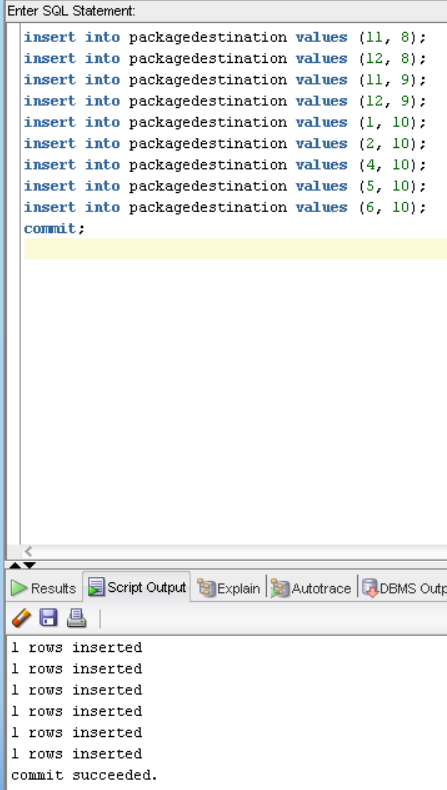 Enter SQL Statement:
insert into packagedestination values (11, 8);
insert into packagedestination values (12, 8);
insert into packagedestination values (11, 9);
insert into packagedestination values (12, 9);
insert into packagedestination values (1, 10);
insert into packagedestination values (2, 10);
insert into packagedestination values (4, 10);
insert into packagedestination values (5, 10);
insert into packagedestination values (6, 10);
commit;
Results Script Output Explain Autotrace DBMS Outp
1 rows inserted
1 rows inserted
1 rows inserted
1 rows inserted
1 rows inserted
1 rows inserted
commit succeeded.